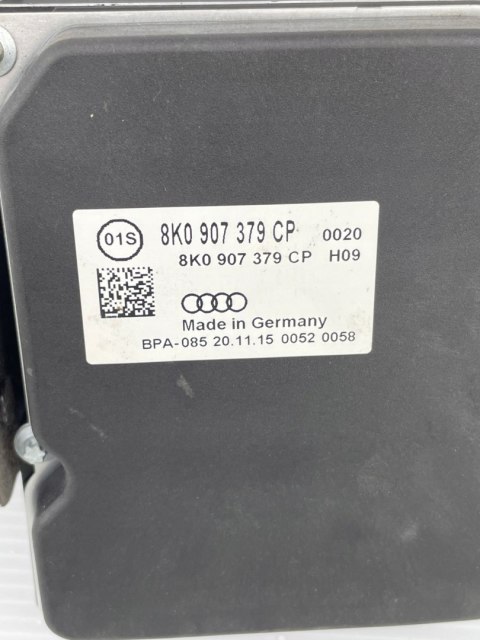 01S 8K0 907 379 CP 0020
8K0 907 379 CP H09
Made in Germany
BPA-085 20.11.15 0052 0058